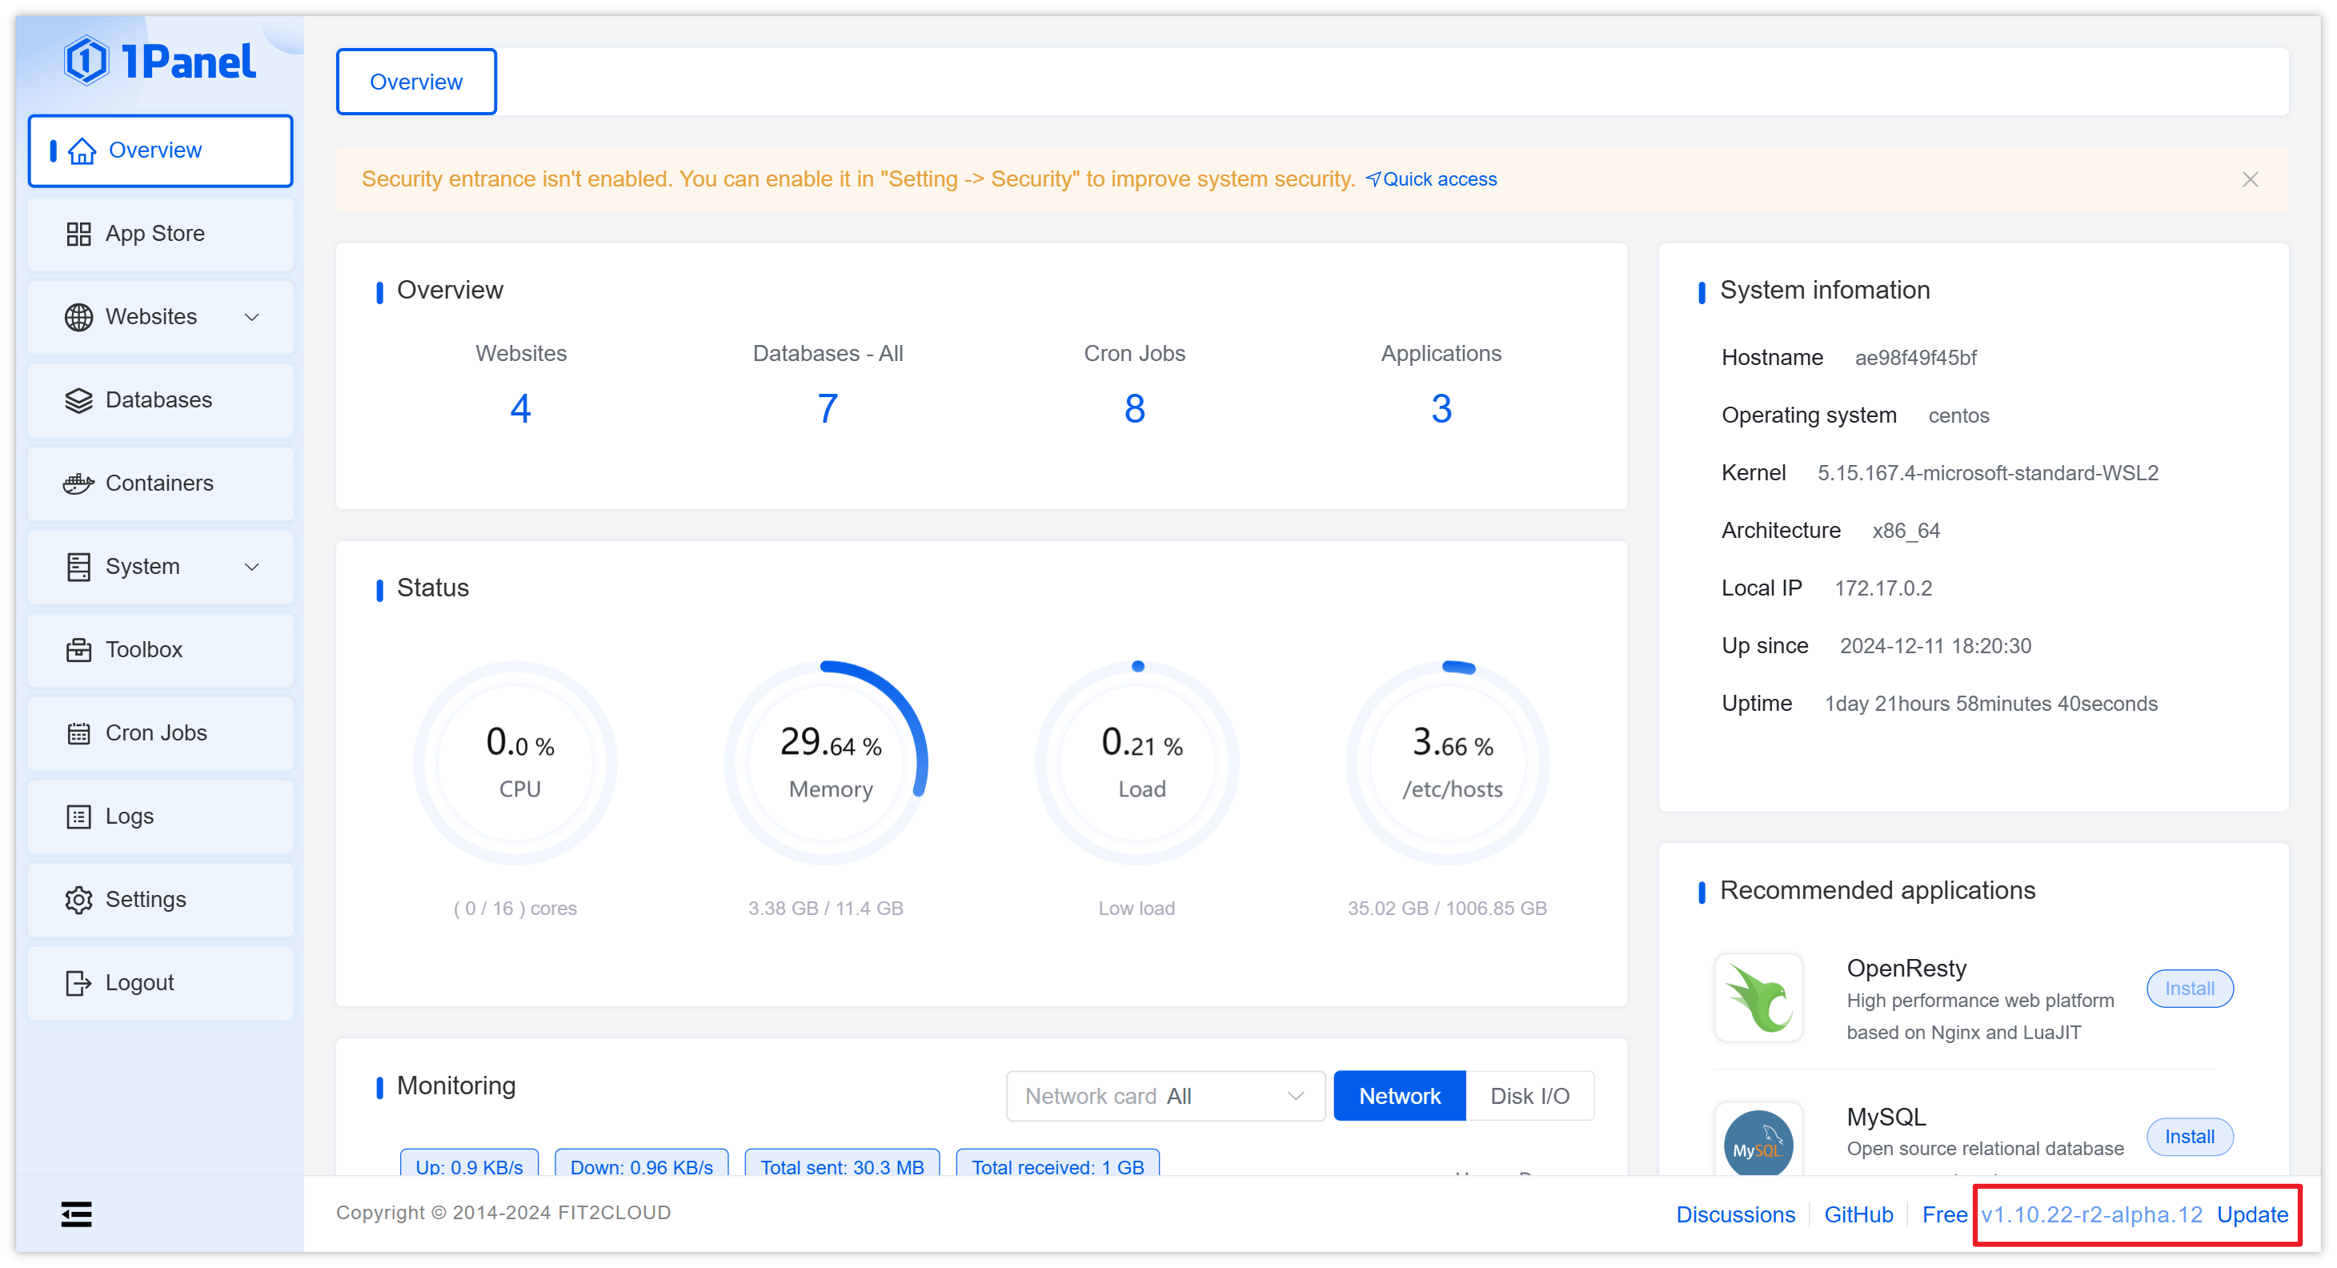 1Panel
Overview
App Store
Websites
Databases
Containers
System
Toolbox
Cron Jobs
Logs
Settings
Logout
Overview
Security entrance isn't enabled. You can enable it in "Setting -> Security" to improve system security. Quick access
Overview
Websites Databases - All Cron Jobs Applications
4 7 8 3
Status
0.0 % 29.64 % 0.21 % 3.66 %
CPU Memory Load /etc/hosts
( 0 / 16 ) cores 3.38 GB / 11.4 GB Low load 35.02 GB / 1006.85 GB
Monitoring
Network card All Network Disk I/O
Up: 0.9 KB/s Down: 0.96 KB/s Total sent: 30.3 MB Total received: 1 GB
System infomation
Hostname ae98f49f45bf
Operating system centos
Kernel 5.15.167.4-microsoft-standard-WSL2
Architecture x86_64
Local IP 172.17.0.2
Up since 2024-12-11 18:20:30
Uptime 1day 21hours 58minutes 40seconds
Recommended applications
OpenResty
High performance web platform
based on Nginx and LuaJIT
Install
MySQL
MySQL
Open source relational database
Install
Copyright © 2014-2024 FIT2CLOUD
Discussions GitHub Free v1.10.22-r2-alpha.12 Update